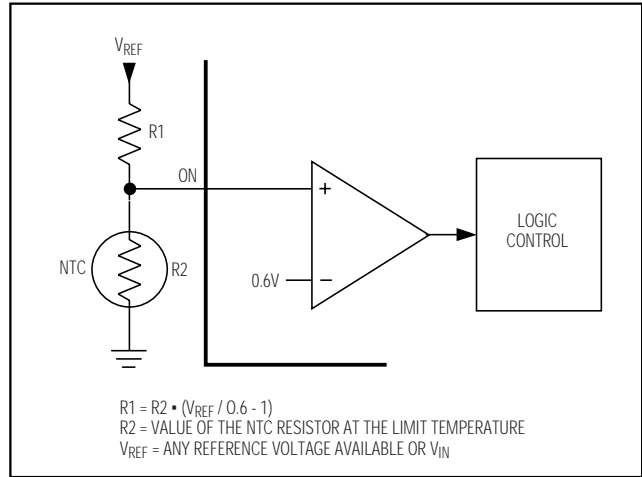 VREF
R1
ON
+
LOGIC
CONTROL
NTC
R2
0.6V
−
R1 = R2 ▪ (VREF / 0.6 - 1)
R2 = VALUE OF THE NTC RESISTOR AT THE LIMIT TEMPERATURE
VREF = ANY REFERENCE VOLTAGE AVAILABLE OR VIN